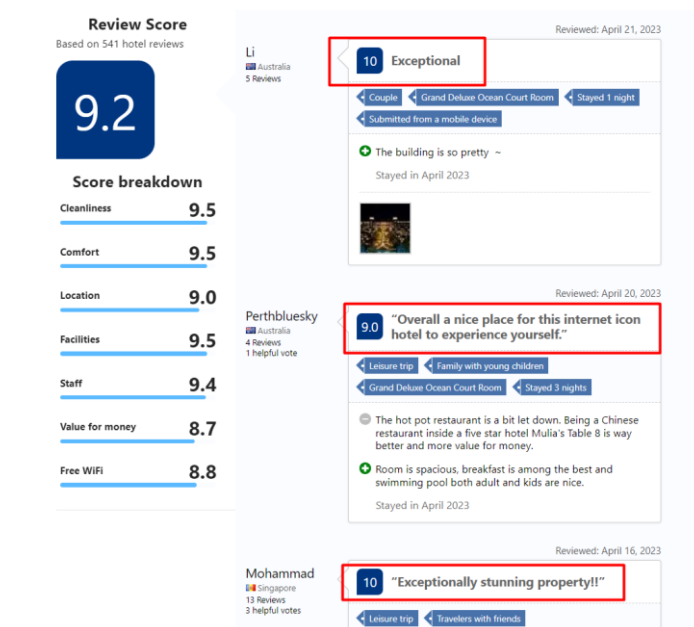 Review Score
Based on 541 hotel reviews
9.2
Score breakdown
Cleanliness 9.5
Comfort 9.5
Location 9.0
Facilities 9.5
Staff 9.4
Value for money 8.7
Free WiFi 8.8
Reviewed: April 21, 2023
Li
Australia
5 Reviews
10 Exceptional
Couple Grand Deluxe Ocean Court Room Stayed 1 night
Submitted from a mobile device
The building is so pretty ~
Stayed in April 2023
Reviewed: April 20, 2023
Perthbluesky
Australia
4 Reviews
1 helpful vote
9.0 “Overall a nice place for this internet icon
hotel to experience yourself.”
Leisure trip Family with young children
Grand Deluxe Ocean Court Room Stayed 3 nights
The hot pot restaurant is a bit let down. Being a Chinese
restaurant inside a five star hotel Mulia's Table 8 is way
better and more value for money.
Room is spacious, breakfast is among the best and
swimming pool both adult and kids are nice.
Stayed in April 2023
Reviewed: April 16, 2023
Mohammad
Singapore
13 Reviews
3 helpful votes
10 “Exceptionally stunning property!!”
Leisure trip Travelers with friends